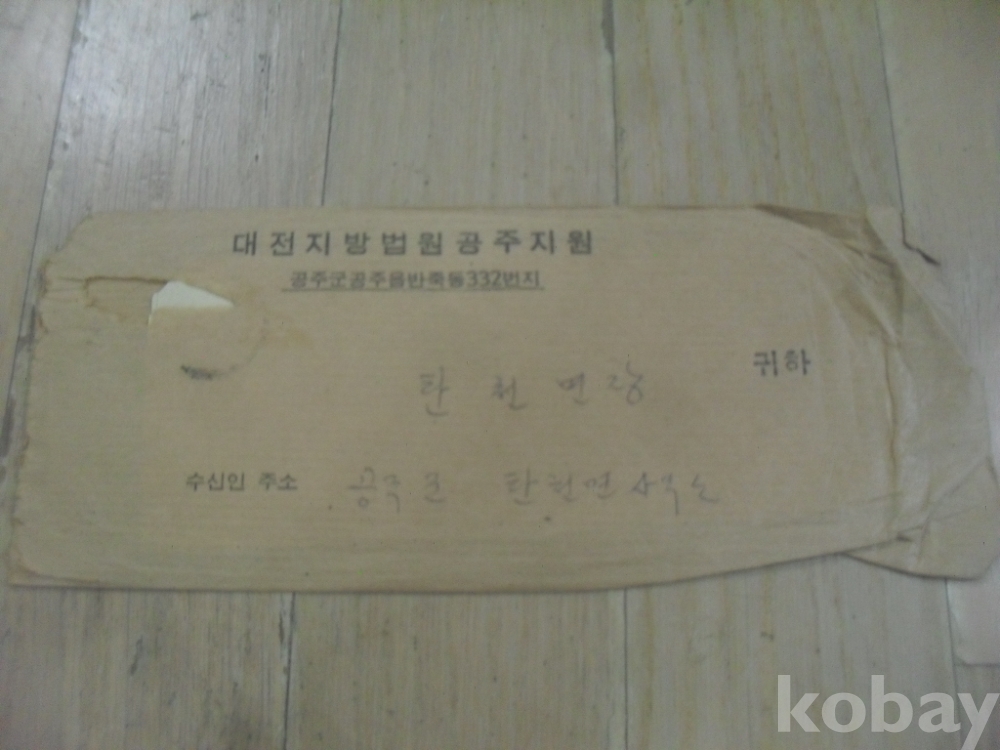 대전지방법원공주지원
공주군공주읍반죽동332번지
귀하
탄천면장
수신인 주소 공주군 탄천면사무소
kobay